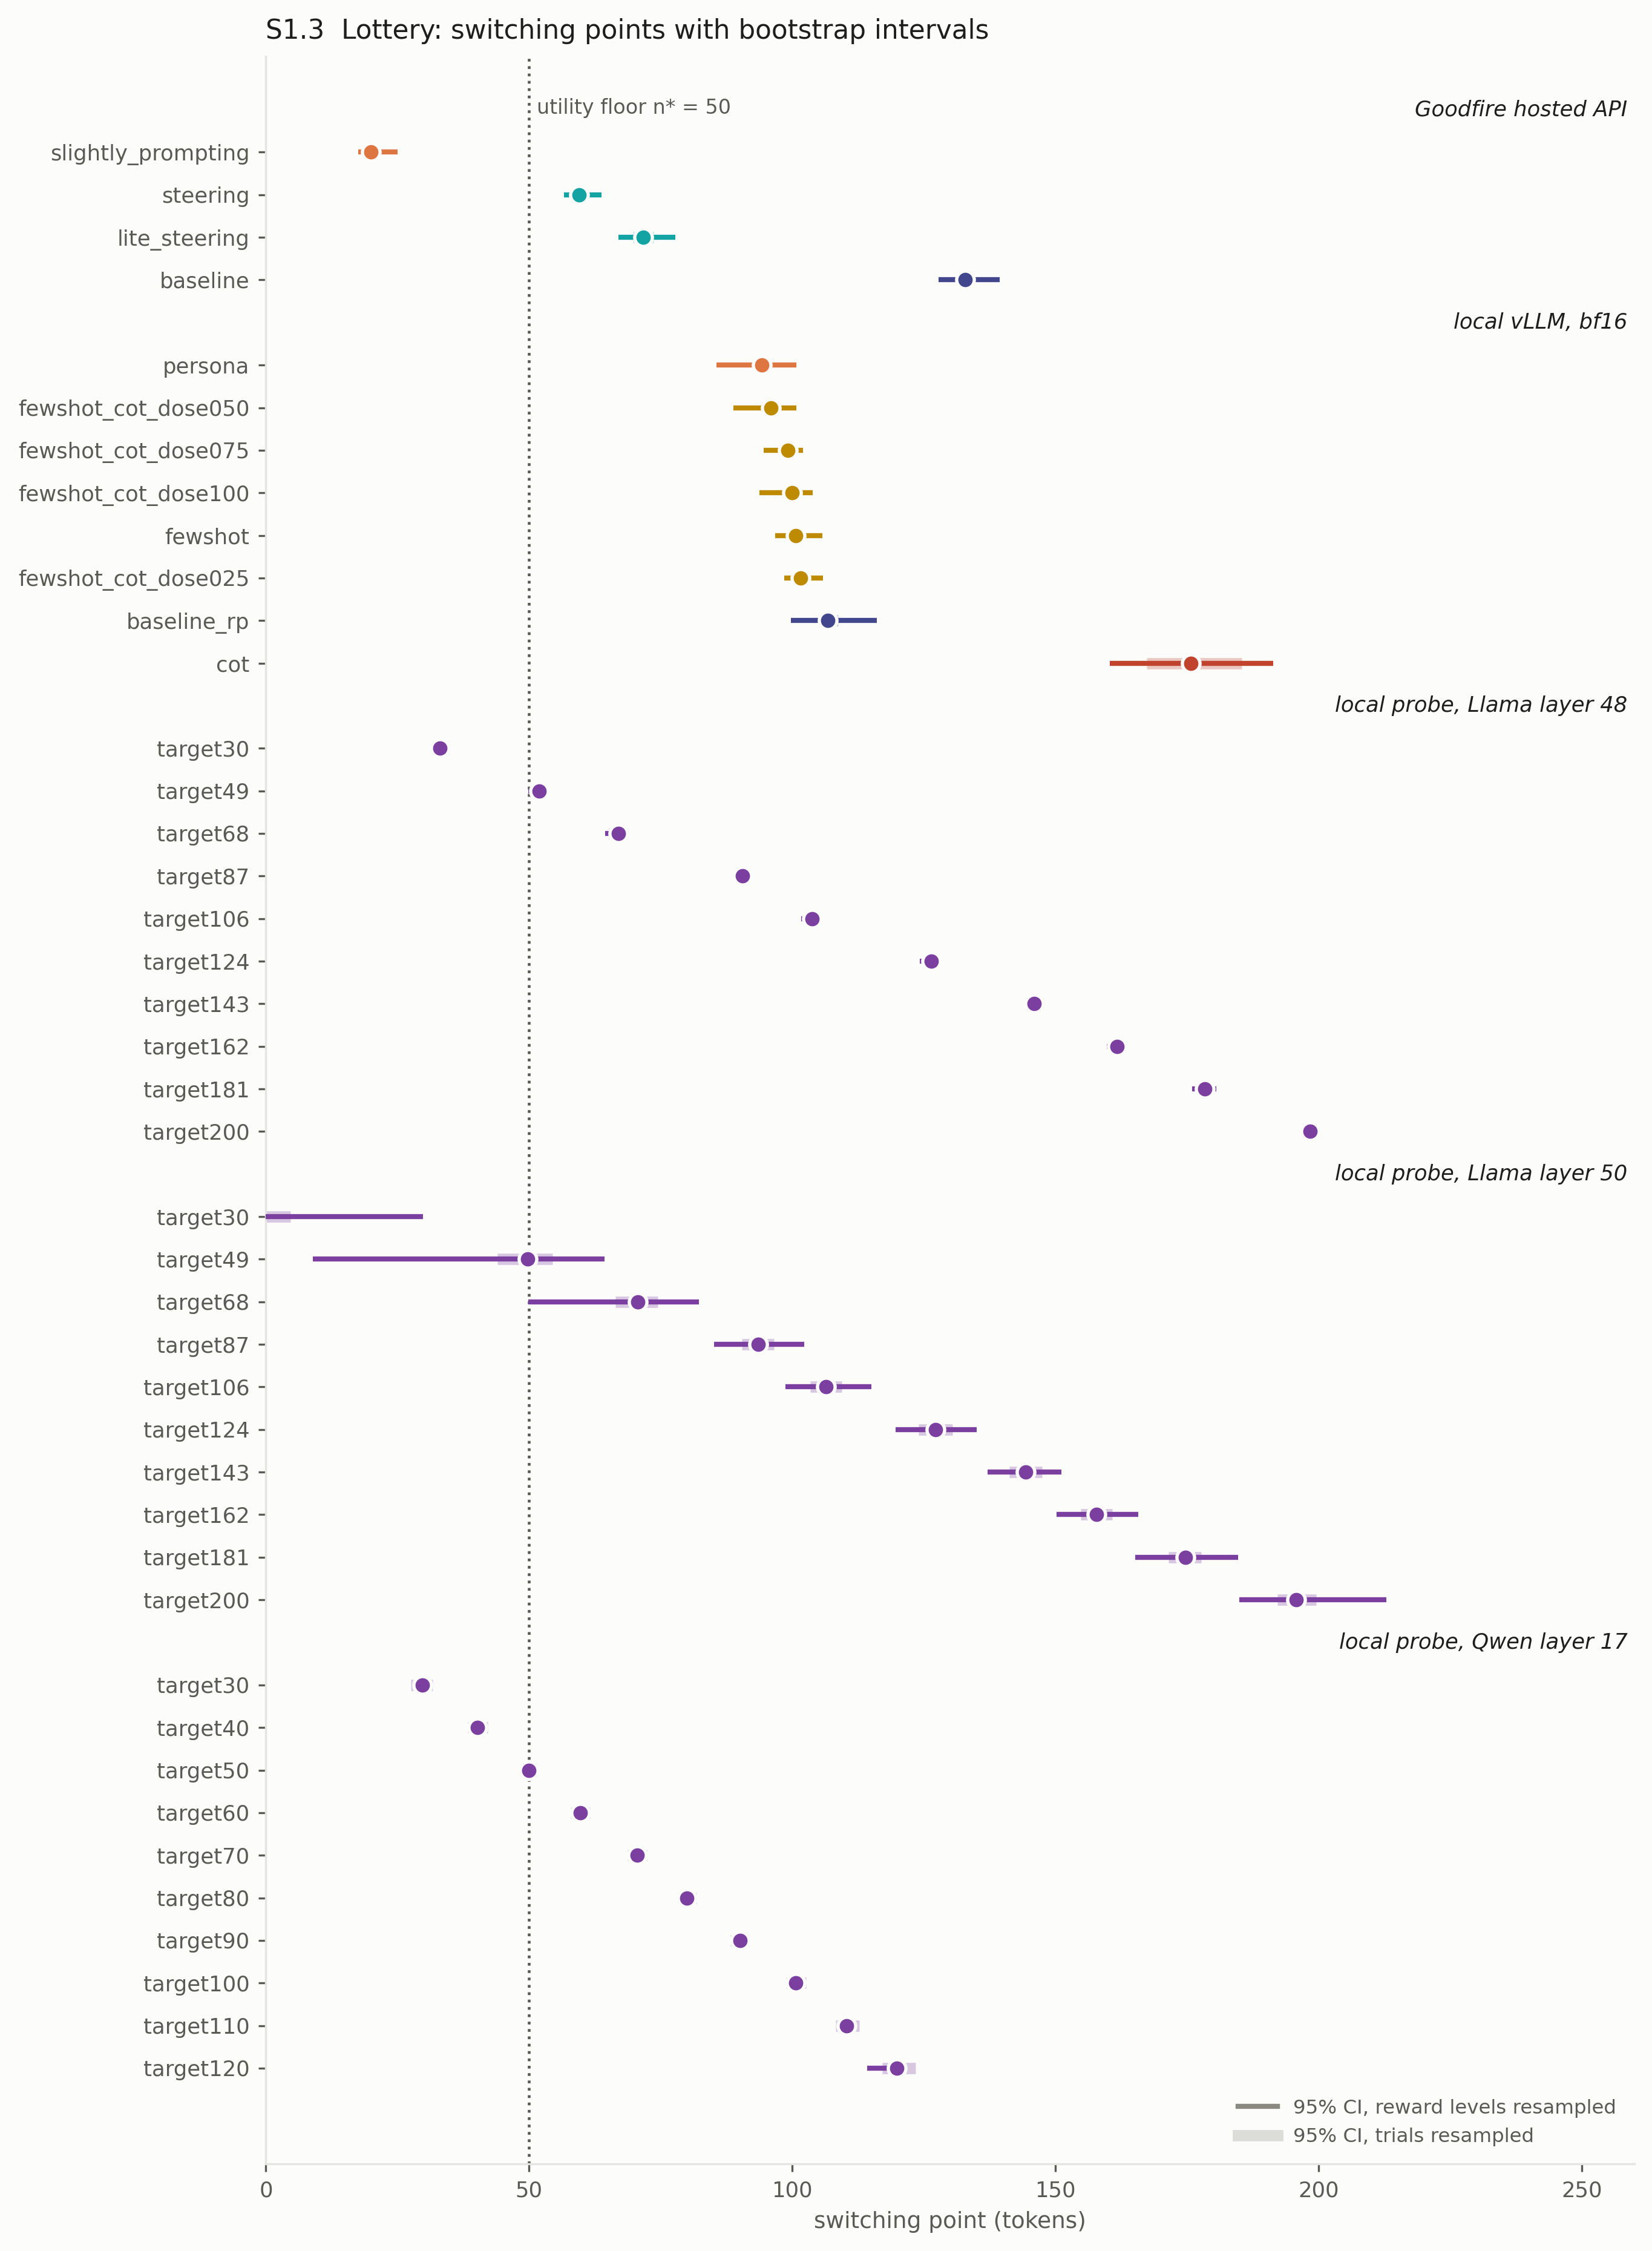 S1.3  Lottery: switching points with bootstrap intervals
utility floor n* = 50
Goodfire hosted API
slightly_prompting
steering
lite_steering
baseline
local vLLM, bf16
persona
fewshot_cot_dose050
fewshot_cot_dose075
fewshot_cot_dose100
fewshot
fewshot_cot_dose025
baseline_rp
cot
local probe, Llama layer 48
target30
target49
target68
target87
target106
target124
target143
target162
target181
target200
local probe, Llama layer 50
target30
target49
target68
target87
target106
target124
target143
target162
target181
target200
local probe, Qwen layer 17
target30
target40
target50
target60
target70
target80
target90
target100
target110
target120
95% CI, reward levels resampled
95% CI, trials resampled
0 50 100 150 200 250
switching point (tokens)